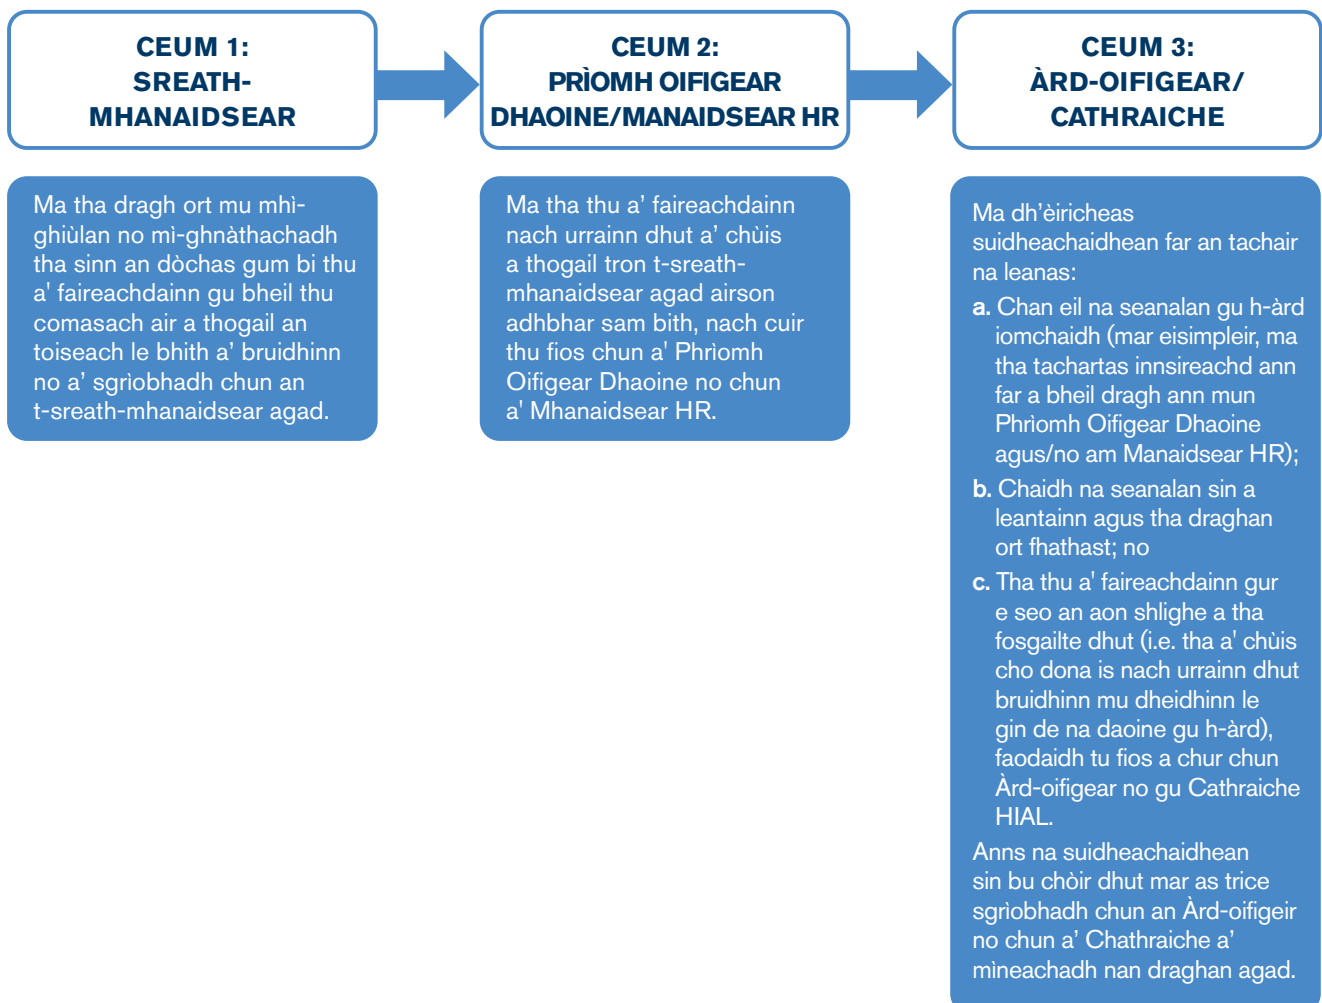 CEUM 1:
SREATH-
MHANAIDSEAR
Ma tha dragh ort mu mhì-
ghiùlan no mì-ghnàthachadh
tha sinn an dòchas gum bi thu
a' faireachdainn gu bheil thu
comasach air a thogail an
toiseach le bhith a’ bruidhinn
no a’ sgrìobhadh chun an
t-sreath-mhanaidsear agad.
CEUM 2:
PRÌOMH OIFIGEAR
DHAOINE/MANAIDSEAR HR
Ma tha thu a’ faireachdainn
nach urrainn dhut a’ chùis
a thogail tron t-sreath-
mhanaidsear agad airson
adhbhar sam bith, nach cuir
thu fios chun a' Phrìomh
Oifigear Dhaoine no chun
a' Mhanaidsear HR.
CEUM 3:
ÀRD-OIFIGEAR/
CATHRAICHE
Ma dh’èiricheas
suidheachaidhean far an tachair
na leanas:
a. Chan eil na seanalan gu h-àrd
iomchaidh (mar eisimpleir, ma
tha tachartas innsireachd ann
far a bheil dragh ann mun
Phrìomh Oifigear Dhaoine
agus/no am Manaidsear HR);
b. Chaidh na seanalan sin a
leantainn agus tha draghan
ort fhathast; no
c. Tha thu a' faireachdainn gur
e seo an aon shlighe a tha
fosgailte dhut (i.e. tha a' chùis
cho dona is nach urrainn dhut
bruidhinn mu dheidhinn le
gin de na daoine gu h-àrd),
faodaidh tu fios a chur chun
Àrd-oifigear no gu Cathraiche
HIAL.
Anns na suidheachaidhean
sin bu chòir dhut mar as trice
sgrìobhadh chun an Àrd-oifigeir
no chun a’ Chathraiche a’
mìneachadh nan draghan agad.